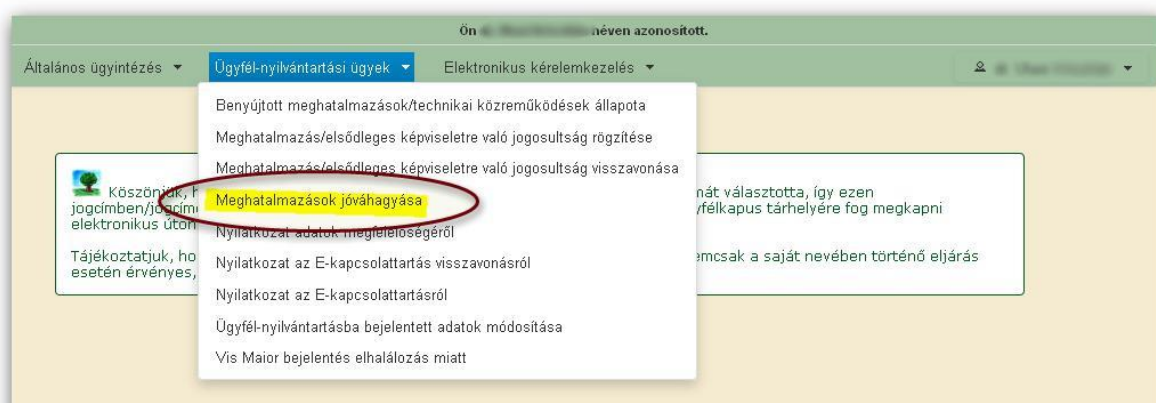 Ön néven azonosított.
Általános ügyintézés Ügyfél-nyilvántartási ügyek Elektronikus kérelemkezelés
Benyújtott meghatalmazások/technikai közreműködések állapota
Meghatalmazás/elsődleges képviseletre való jogosultság rögzítése
Meghatalmazás/elsődleges képviseletre való jogosultság visszavonása
Meghatalmazások jóváhagyása
Nyilatkozat adatok megfelelőségéről
Nyilatkozat az E-kapcsolattartás visszavonásról
Nyilatkozat az E-kapcsolattartásról
Ügyfél-nyilvántartásba bejelentett adatok módosítása
Vis Maior bejelentés elhalálozás miatt
Köszönjük, mát választotta, így ezen
jogcímben/ félkapus tárhelyére fog megkapni
elektronikus úton
Tájékoztatjuk, ho emcsak a saját nevében történő eljárás
esetén érvényes,